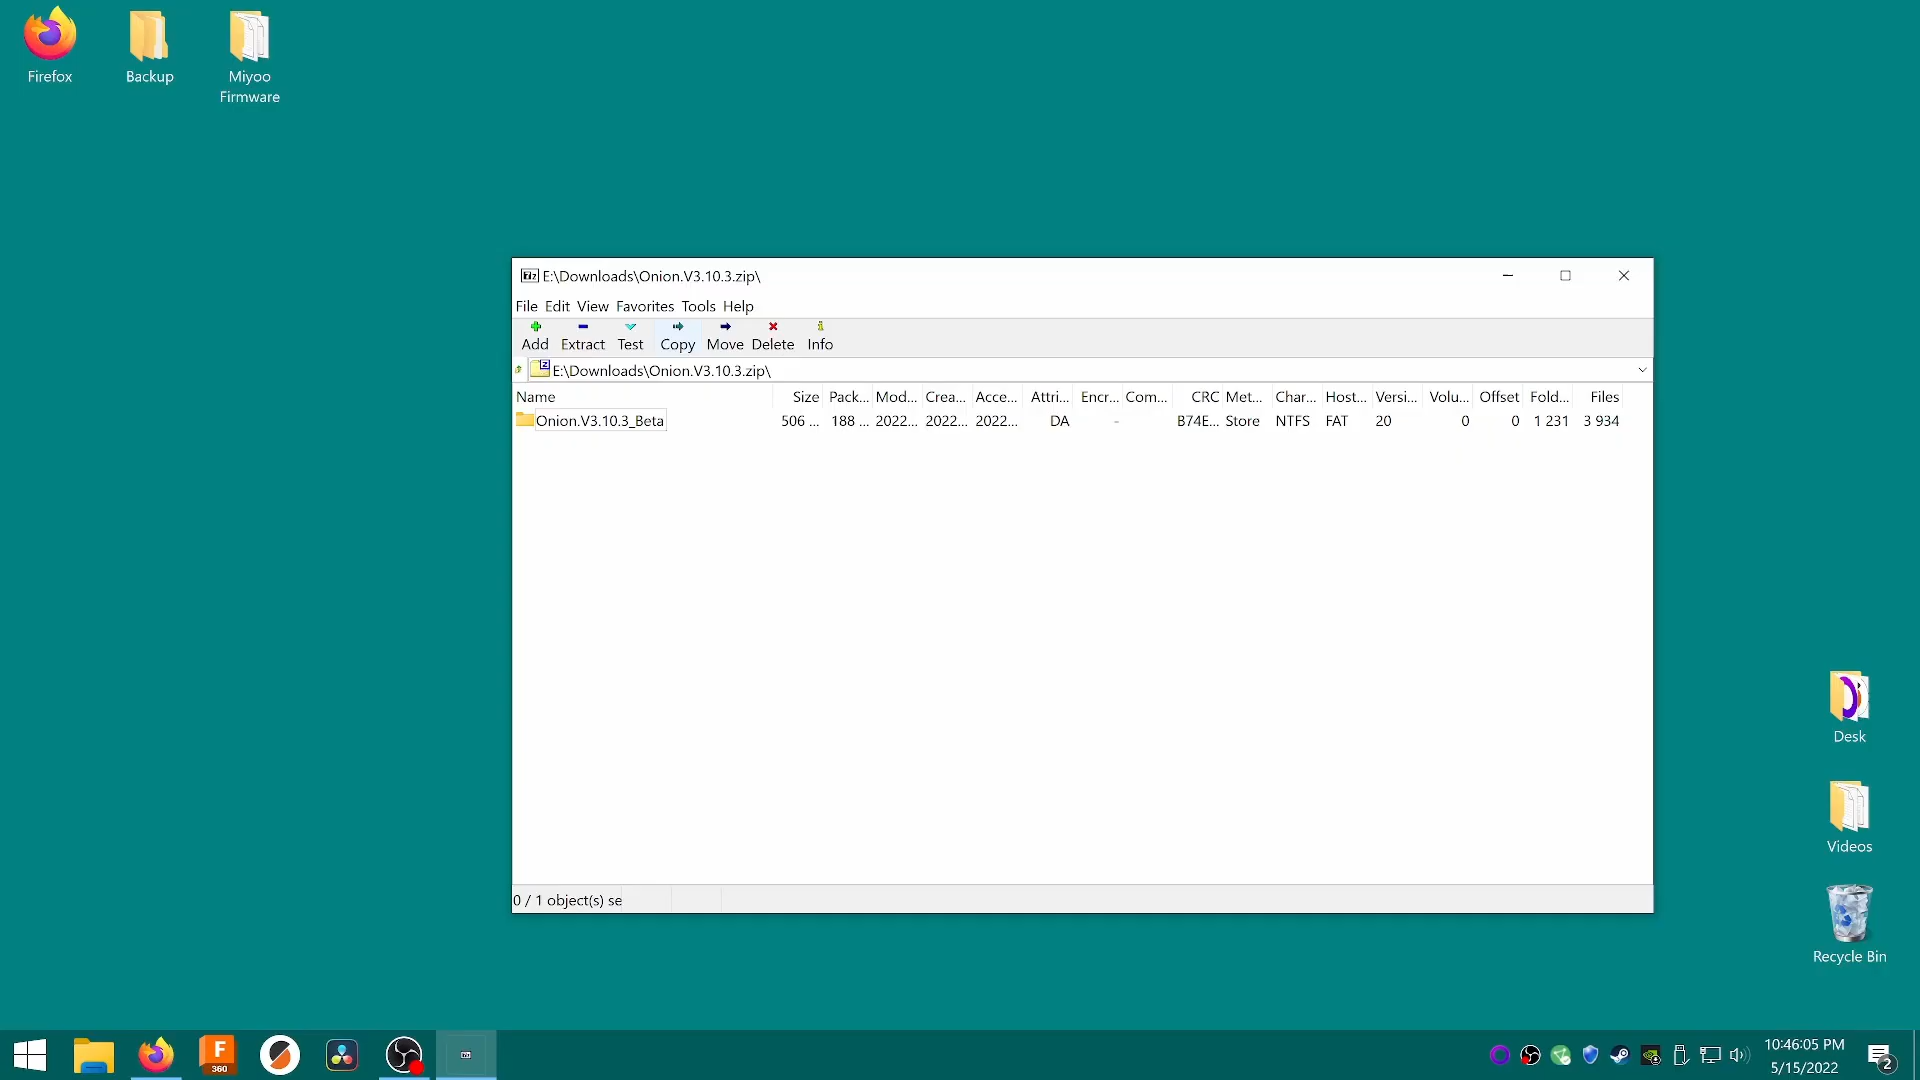 Firefox
Backup
Miyoo
Firmware
E:\Downloads\Onion.V3.10.3.zip\
File Edit View Favorites Tools Help
Add Extract Test Copy Move Delete Info
E:\Downloads\Onion.V3.10.3.zip\
Name Size Pack... Mod... Crea... Acce... Attri... Encr... Com... CRC Met... Char... Host... Versi... Volu... Offset Fold... Files
Onion.V3.10.3_Beta 506 ... 188 ... 2022... 2022... 2022... DA - B74E... Store NTFS FAT 20 0 0 1 231 3 934
0 / 1 object(s) se
Desk
Videos
Recycle Bin
F
360
10:46:05 PM
5/15/2022
2